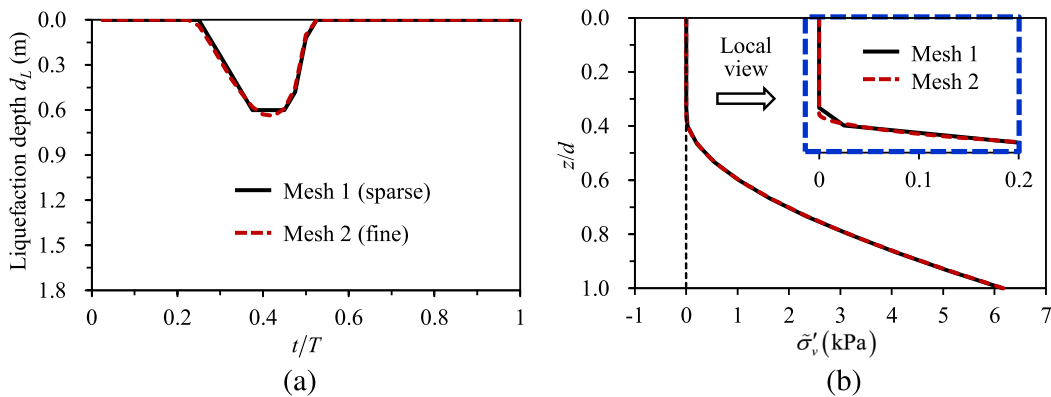 Liquefaction depth d_L (m)
0.0
0.3
0.6
0.9
1.2
1.5
1.8
Mesh 1 (sparse)
Mesh 2 (fine)
0
0.2
0.4
0.6
0.8
1
t/T
(a)
z/d
0.0
0.2
0.4
0.6
0.8
1.0
Local
view
Mesh 1
Mesh 2
0
0.1
0.2
-1
0
1
2
3
4
5
6
7
σ̃′_v (kPa)
(b)